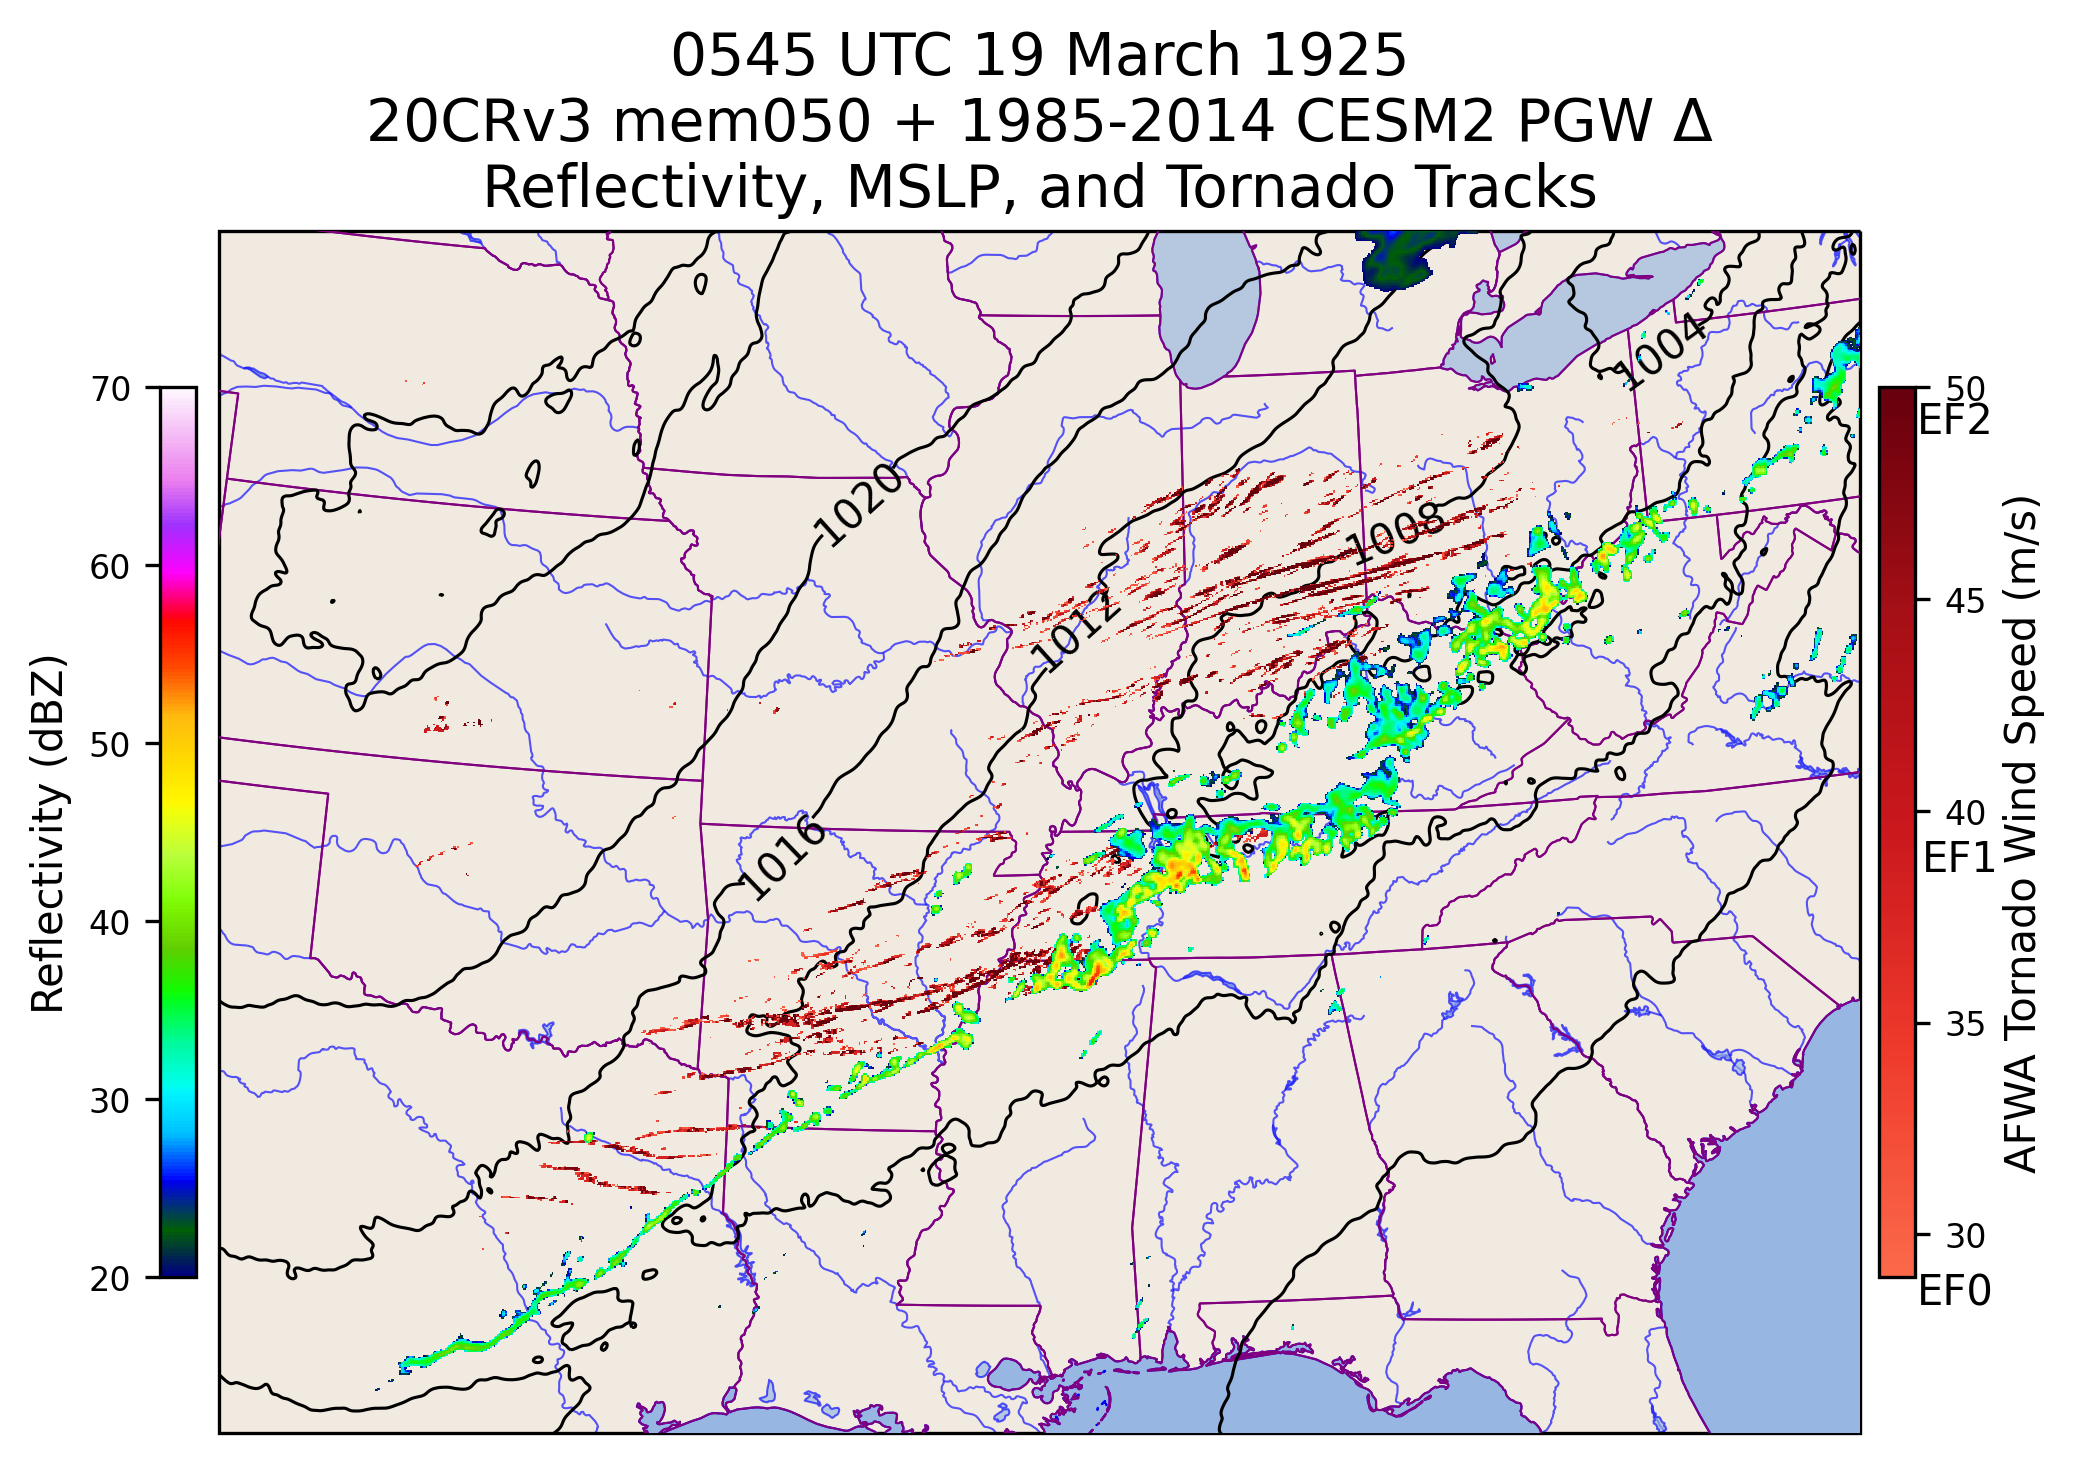 0545 UTC 19 March 1925
20CRv3 mem050 + 1985-2014 CESM2 PGW Δ
Reflectivity, MSLP, and Tornado Tracks
Reflectivity (dBZ)
70
60
50
40
30
20
1004
1020
1008
1012
1016
50
EF2
45
40
EF1
35
30
EF0
AFWA Tornado Wind Speed (m/s)